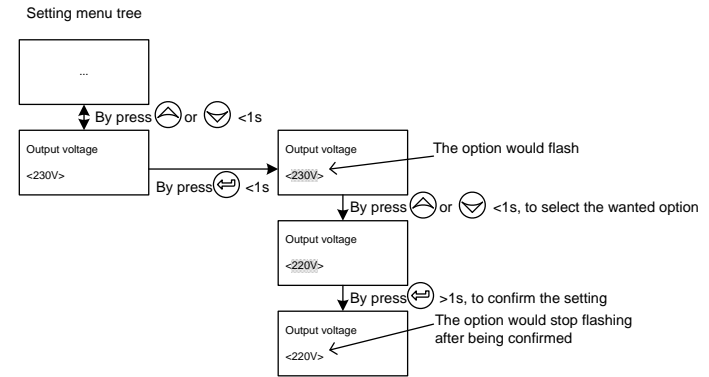 Setting menu tree
...
By press or <1s
Output voltage
<230V>
By press <1s
Output voltage
<230V>
The option would flash
By press or <1s, to select the wanted option
Output voltage
<220V>
By press >1s, to confirm the setting
Output voltage
<220V>
The option would stop flashing
after being confirmed